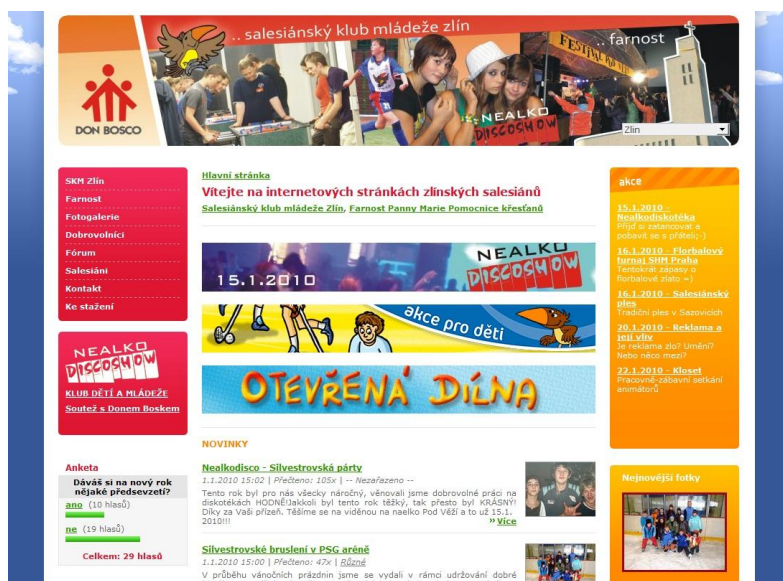 .. salesiánský klub mládeže zlín
.. farnost
FESTIVAL POD VĚŽÍ
DON BOSCO
NEALKO
DISCOSHOW
Zlín
SKM Zlín
Farnost
Fotogalerie
Dobrovolníci
Fórum
Salesiáni
Kontakt
Ke stažení
NEALKO
DISCOSHOW
KLUB DĚTÍ A MLÁDEŽE
Soutěž s Donem Boskem
Anketa
Dáváš si na nový rok
nějaké předsevzetí?
ano (10 hlasů)
ne (19 hlasů)
Celkem: 29 hlasů
Hlavní stránka
Vítejte na internetových stránkách zlínských salesiánů
Salesiánský klub mládeže Zlín, Farnost Panny Marie Pomocnice křesťanů
15.1.2010
NEALKO
DISCOSHOW
akce pro děti
OTEVŘENÁ DÍLNA
NOVINKY
Nealkodisco - Silvestrovská párty
1.1.2010 15:02 | Přečteno: 105x | -- Nezařazeno --
Tento rok byl pro nás všecky náročný, věnovali jsme dobrovolné práci na
diskotékách HODNĚ!Jakkoli byl tento rok těžký, tak přesto byl KRÁSNÝ!
Díky za Vaši přízeň. Těšíme se na viděnou na naelko Pod Věží a to už 15.1.
2010!!!
» Více
Silvestrovské bruslení v PSG aréně
1.1.2010 15:00 | Přečteno: 47x | Různé
V průběhu vánočních prázdnin jsme se vydali v rámci udržování dobré
akce
15.1.2010 -
Nealkodiskotéka
Přijď si zatancovat a
pobavit se s přáteli;-)
16.1.2010 - Florbalový
turnaj SHM Praha
Tentokrát zápasy o
florbalové zlato =)
16.1.2010 - Salesiánský
ples
Tradiční ples v Sazovicích
20.1.2010 - Reklama a
její vliv
Je reklama zlo? Umění?
Nebo něco mezi?
22.1.2010 - Kloset
Pracovně-zábavní setkání
animátorů
Nejnovější fotky